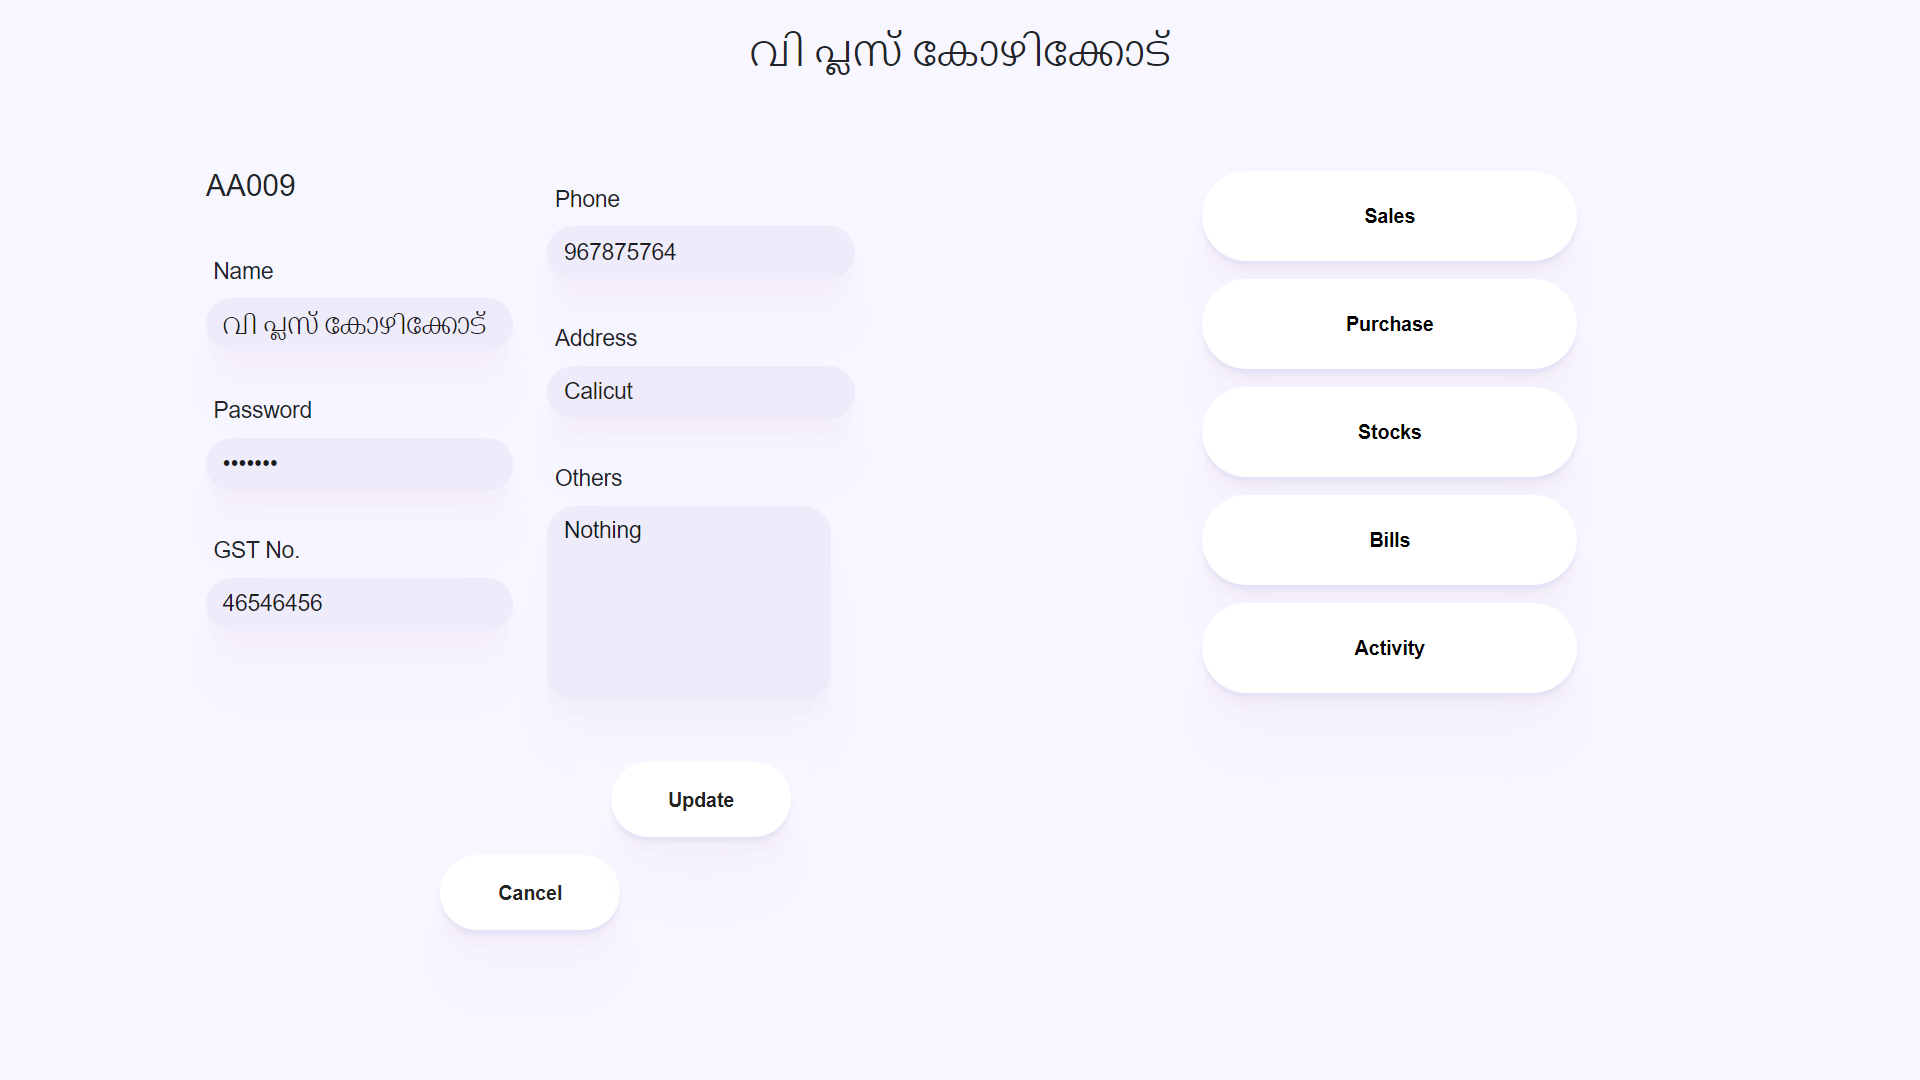 വി പ്ലസ് കോഴിക്കോട്
AA009
Name
വി പ്ലസ് കോഴിക്കോട്
Password
•••••••
GST No.
46546456
Phone
967875764
Address
Calicut
Others
Nothing
Update
Cancel
Sales
Purchase
Stocks
Bills
Activity